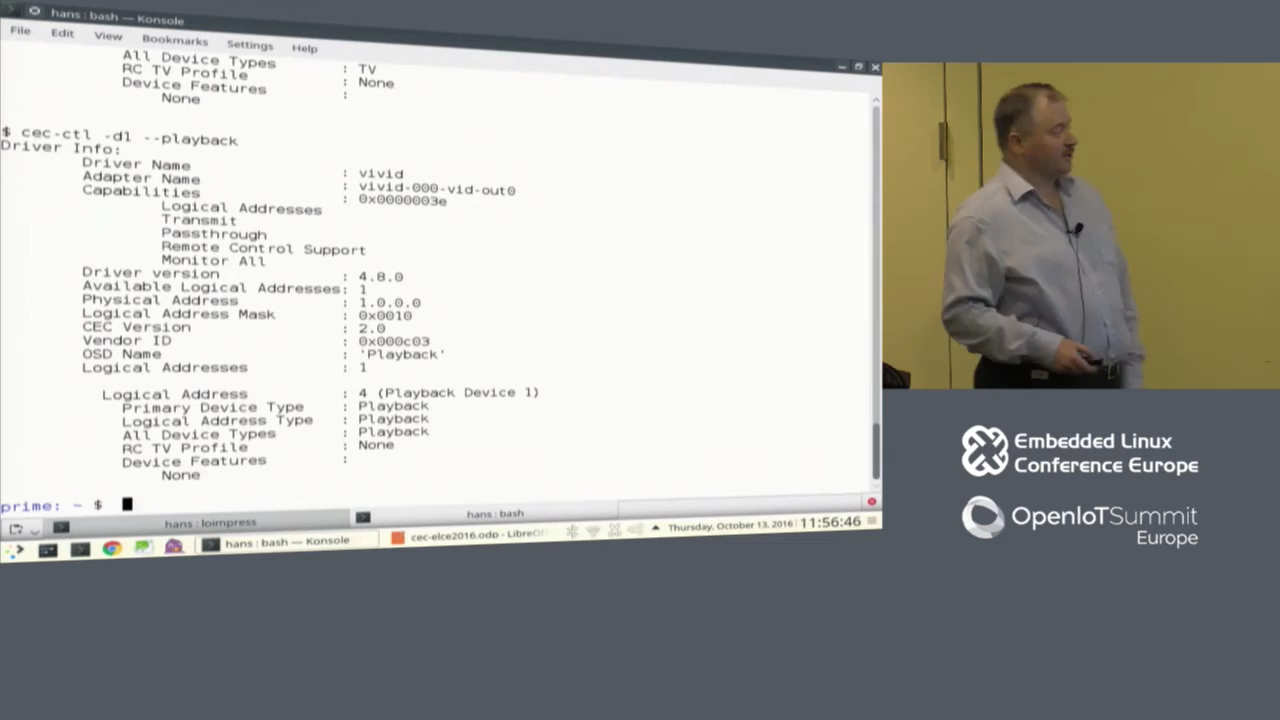 hans : bash — Konsole
File Edit View Bookmarks Settings Help
All Device Types : TV
RC TV Profile : None
Device Features :
None
$ cec-ctl -d1 --playback
Driver Info:
Driver Name : vivid
Adapter Name : vivid-000-vid-out0
Capabilities : 0x0000003e
Logical Addresses
Transmit
Passthrough
Remote Control Support
Monitor All
Driver version : 4.8.0
Available Logical Addresses: 1
Physical Address : 1.0.0.0
Logical Address Mask : 0x0010
CEC Version : 2.0
Vendor ID : 0x000c03
OSD Name : 'Playback'
Logical Addresses : 1
Logical Address : 4 (Playback Device 1)
Primary Device Type : Playback
Logical Address Type : Playback
All Device Types : Playback
RC TV Profile : None
Device Features :
None
prime: ~ $
hans : loimpress hans : bash
hans : bash — Konsole cec-elce2016.odp - LibreOf Thursday, October 13, 2016 11:56:46
Embedded Linux
Conference Europe
OpenIoTSummit
Europe